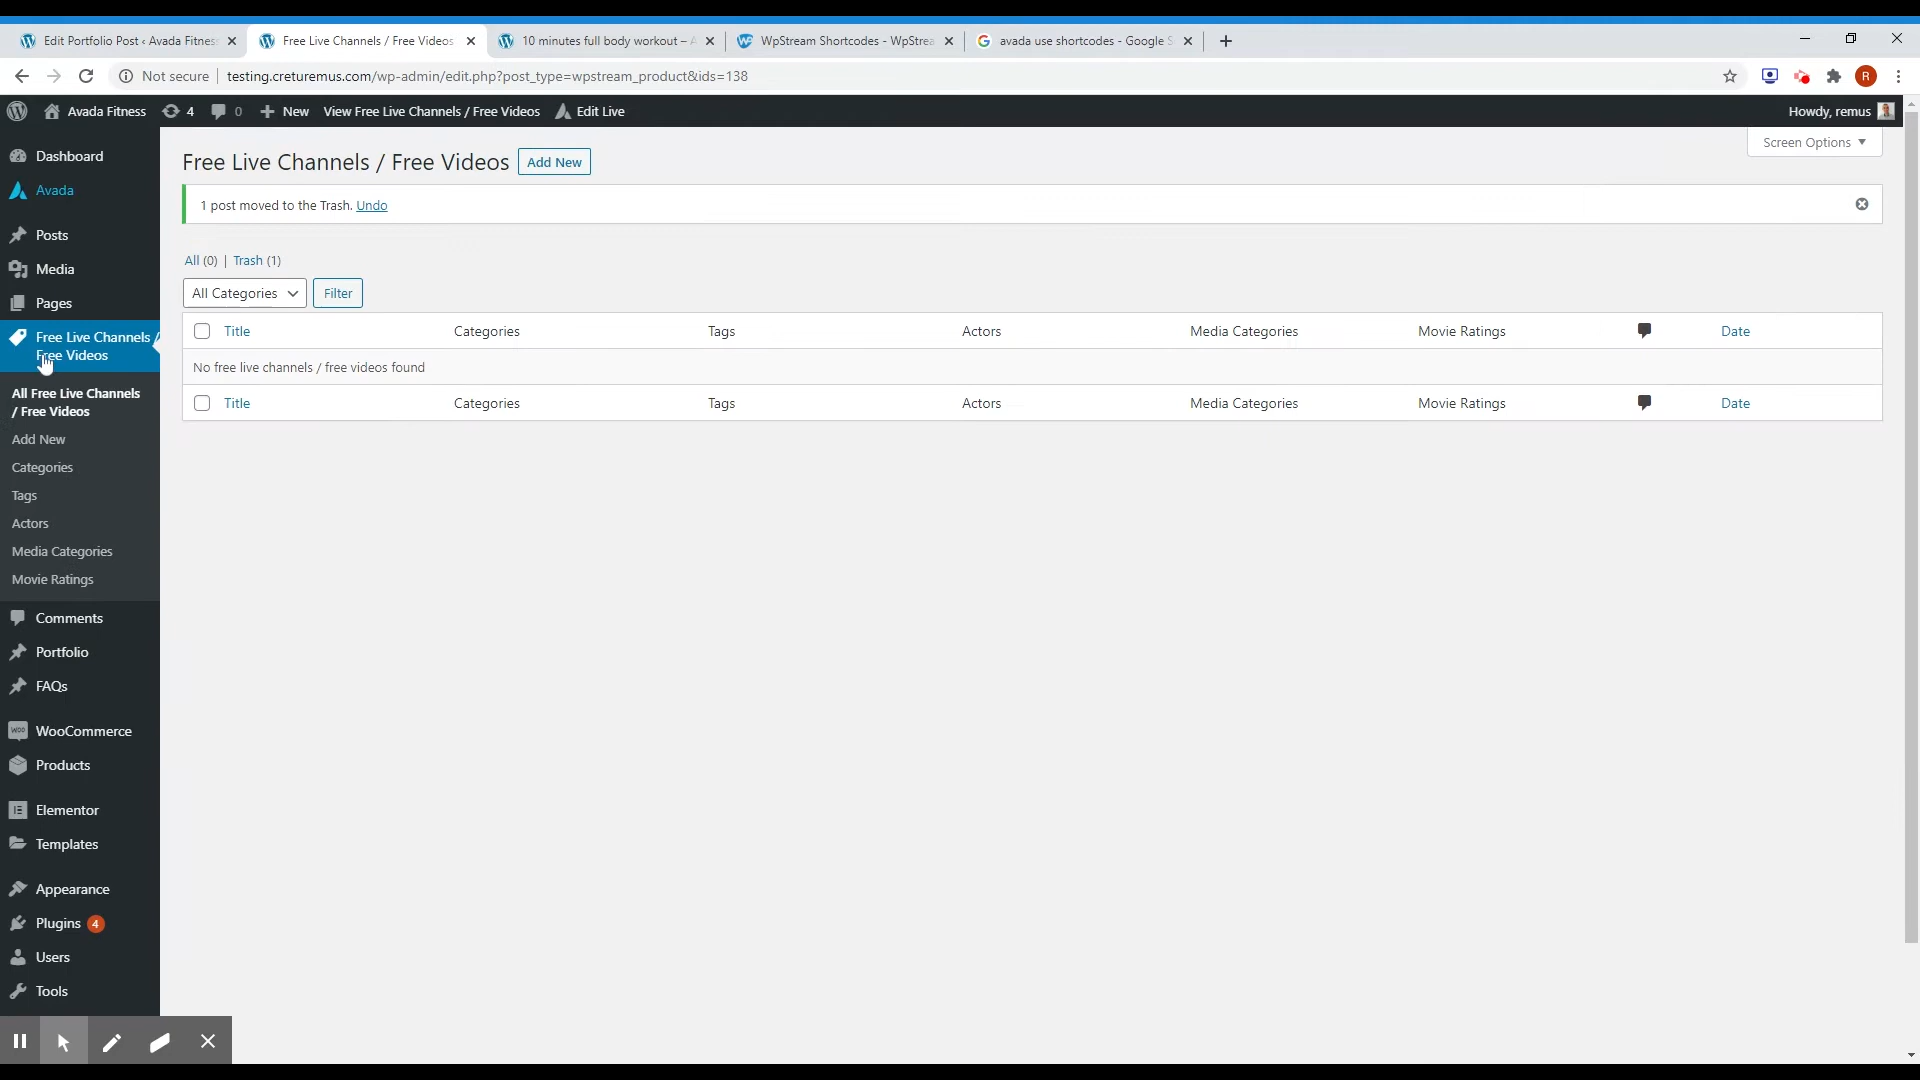 Edit Portfolio Post ‹ Avada Fitnes
Free Live Channels / Free Videos
10 minutes full body workout –
WpStream Shortcodes - WpStrea
avada use shortcodes - Google S
Not secure
testing.creturemus.com/wp-admin/edit.php?post_type=wpstream_product&ids=138
R
Avada Fitness
4
0
New
View Free Live Channels / Free Videos
Edit Live
Howdy, remus
Dashboard
Avada
Posts
Media
Pages
Free Live Channels /
Free Videos
All Free Live Channels
/ Free Videos
Add New
Categories
Tags
Actors
Media Categories
Movie Ratings
Comments
Portfolio
FAQs
WooCommerce
Products
Elementor
Templates
Appearance
Plugins 4
Users
Tools
Screen Options
Free Live Channels / Free Videos Add New
1 post moved to the Trash. Undo
All (0) | Trash (1)
All Categories Filter
Title Categories Tags Actors Media Categories Movie Ratings Date
No free live channels / free videos found
Title Categories Tags Actors Media Categories Movie Ratings Date